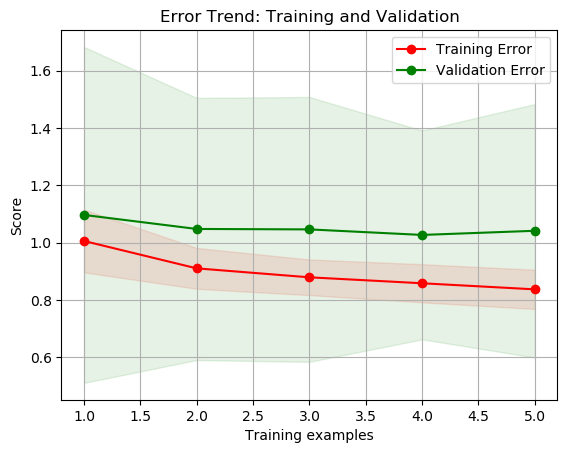 Error Trend: Training and Validation
Training Error
Validation Error
Score
1.6
1.4
1.2
1.0
0.8
0.6
1.0 1.5 2.0 2.5 3.0 3.5 4.0 4.5 5.0
Training examples